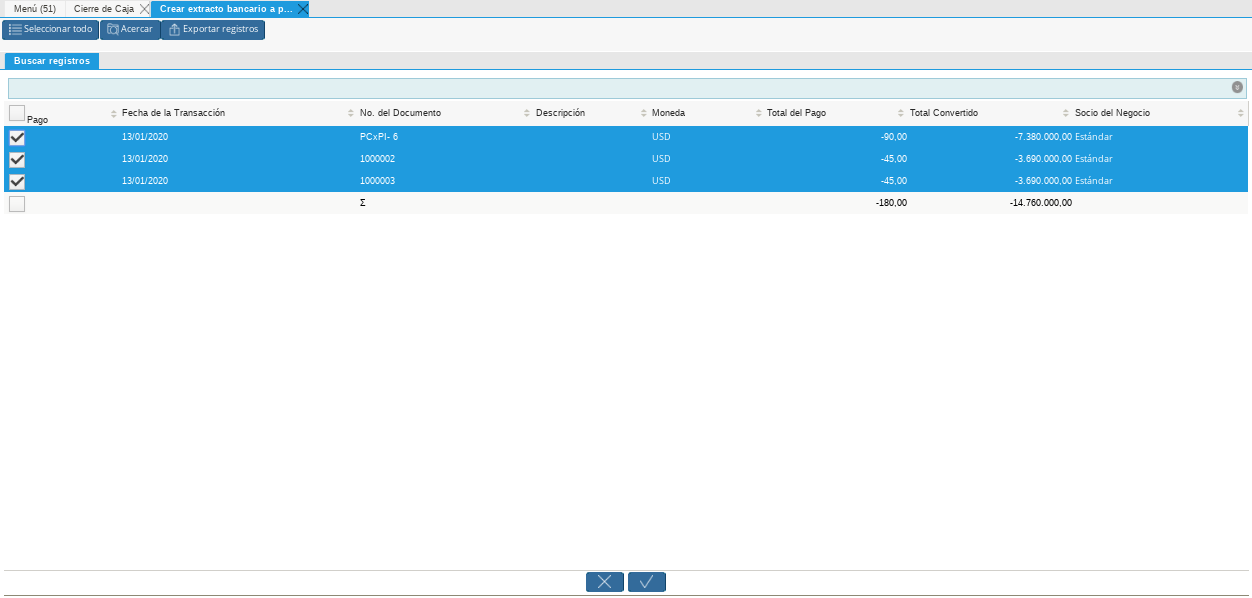 Menú (51) Cierre de Caja Crear extracto bancario a p...
Seleccionar todo Acercar Exportar registros
Buscar registros
Pago Fecha de la Transacción No. del Documento Descripción Moneda Total del Pago Total Convertido Socio del Negocio
13/01/2020 PCxPI- 6 USD -90,00 -7.380.000,00 Estándar
13/01/2020 1000002 USD -45,00 -3.690.000,00 Estándar
13/01/2020 1000003 USD -45,00 -3.690.000,00 Estándar
Σ -180,00 -14.760.000,00